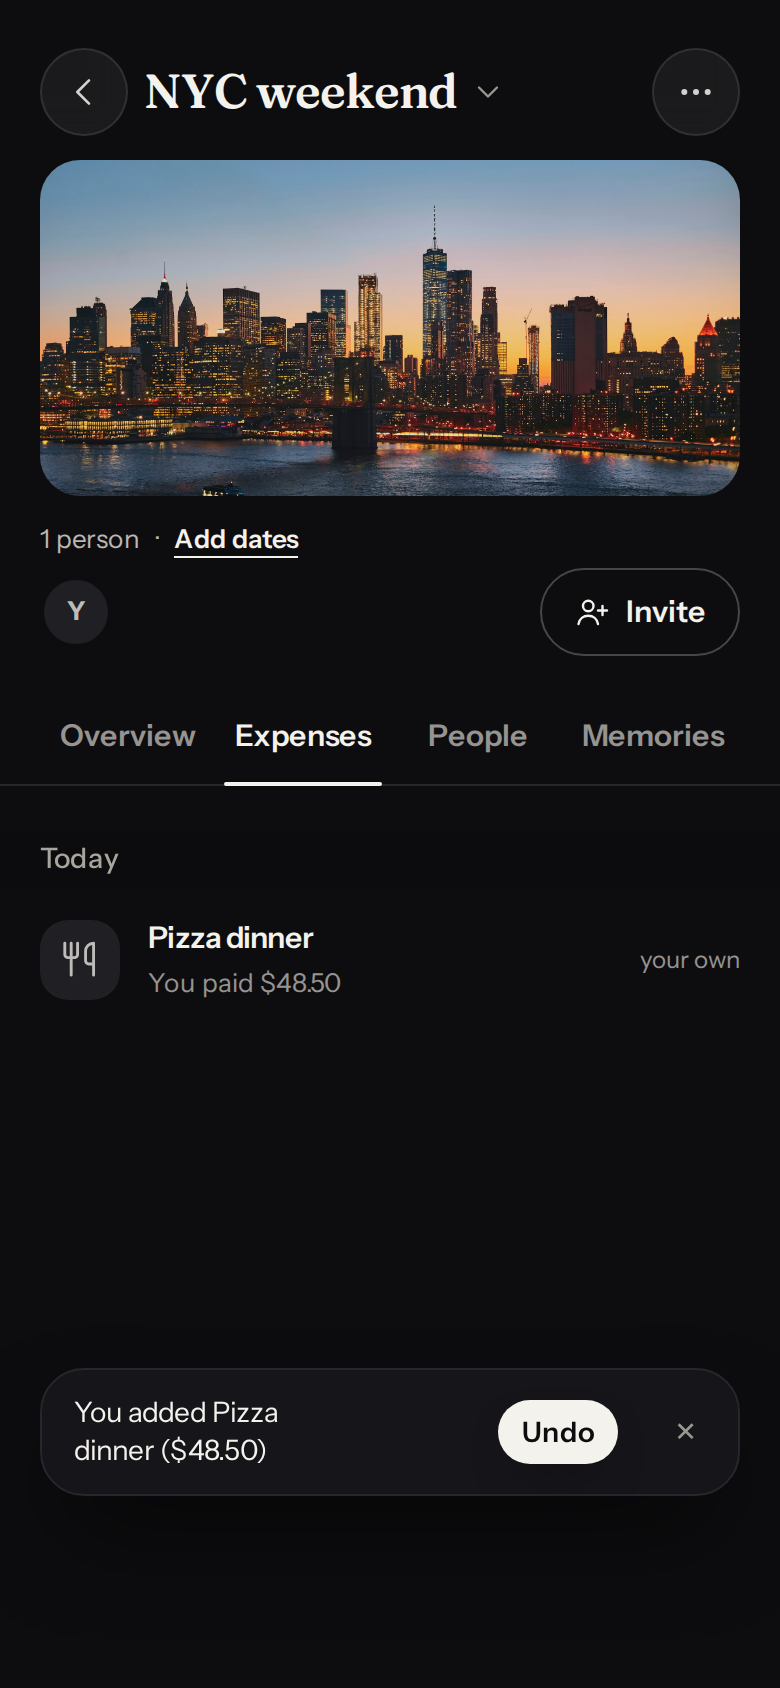 NYC weekend
1 person · Add dates
Y
Invite
Overview Expenses People Memories
Today
Pizza dinner
You paid $48.50
your own
You added Pizza
dinner ($48.50)
Undo